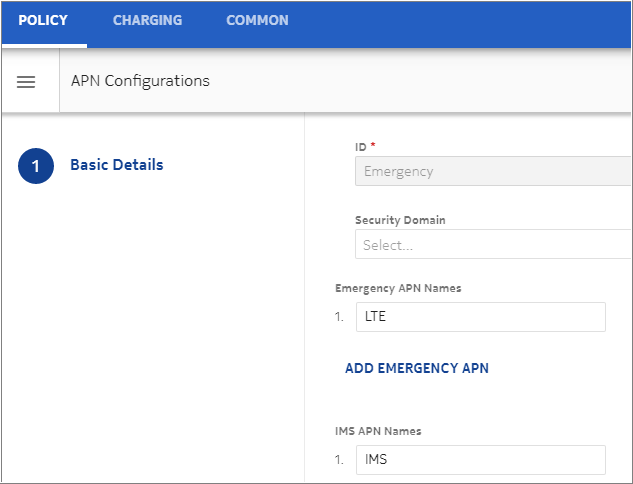 POLICY CHARGING COMMON
APN Configurations
1 Basic Details
ID *
Emergency
Security Domain
Select...
Emergency APN Names
1. LTE
ADD EMERGENCY APN
IMS APN Names
1. IMS